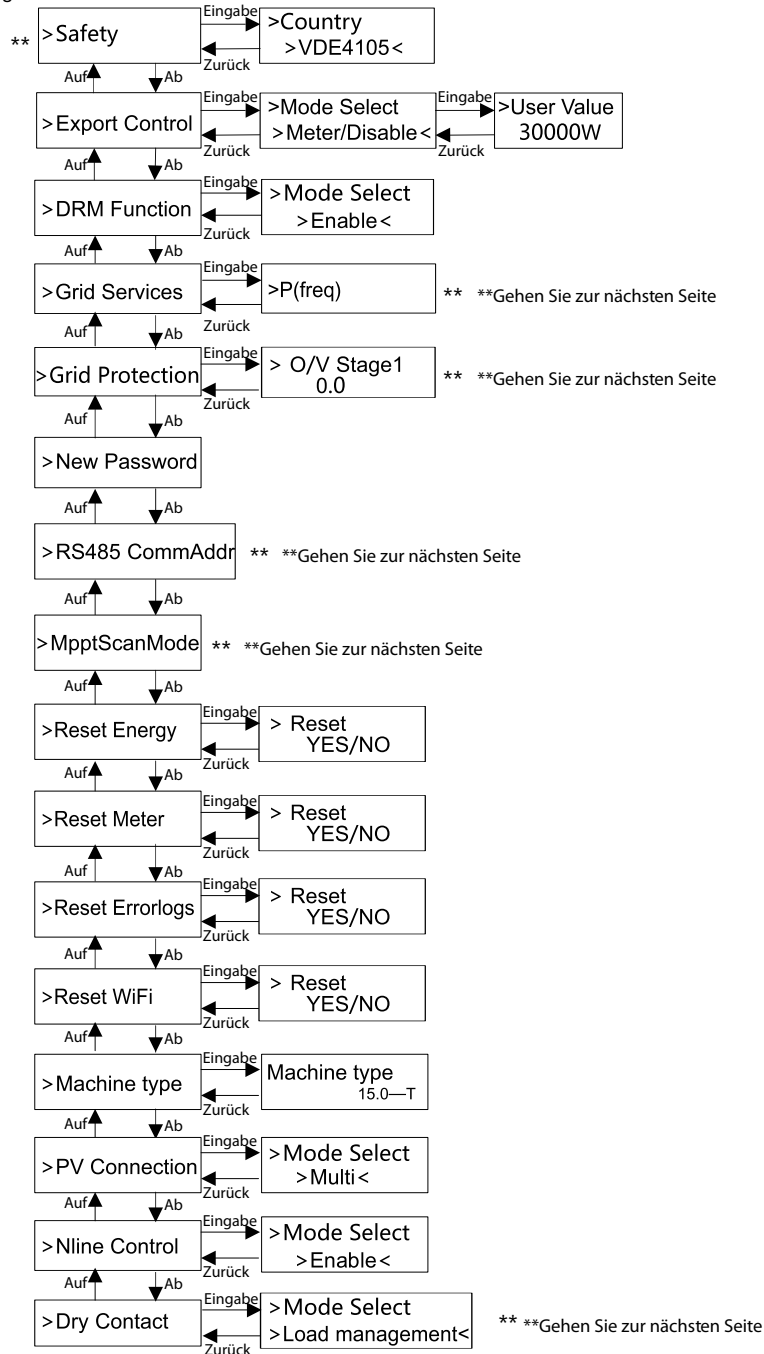 Eingabe
>Safety
>Country
>VDE4105<
**
Zurück
Auf
Ab
Eingabe
Eingabe
>Export Control
>Mode Select
>Meter/Disable<
>User Value
30000W
Zurück
Zurück
Auf
Ab
Eingabe
>DRM Function
>Mode Select
>Enable<
Zurück
Auf
Ab
Eingabe
>Grid Services
>P(freq)
** **Gehen Sie zur nächsten Seite
Zurück
Auf
Ab
Eingabe
>Grid Protection
> O/V Stage1
0.0
** **Gehen Sie zur nächsten Seite
Zurück
Auf
Ab
>New Password
Auf
Ab
>RS485 CommAddr
** **Gehen Sie zur nächsten Seite
Auf
Ab
>MpptScanMode
** **Gehen Sie zur nächsten Seite
Auf
Ab
Eingabe
>Reset Energy
> Reset
YES/NO
Zurück
Auf
Ab
Eingabe
>Reset Meter
> Reset
YES/NO
Zurück
Auf
Ab
Eingabe
>Reset Errorlogs
> Reset
YES/NO
Zurück
Auf
Ab
Eingabe
>Reset WiFi
> Reset
YES/NO
Zurück
Auf
Ab
Eingabe
>Machine type
Machine type
15.0—T
Zurück
Auf
Ab
Eingabe
>PV Connection
>Mode Select
>Multi<
Zurück
Auf
Ab
Eingabe
>Nline Control
>Mode Select
>Enable<
Zurück
Auf
Ab
Eingabe
>Dry Contact
>Mode Select
>Load management<
** **Gehen Sie zur nächsten Seite
Zurück